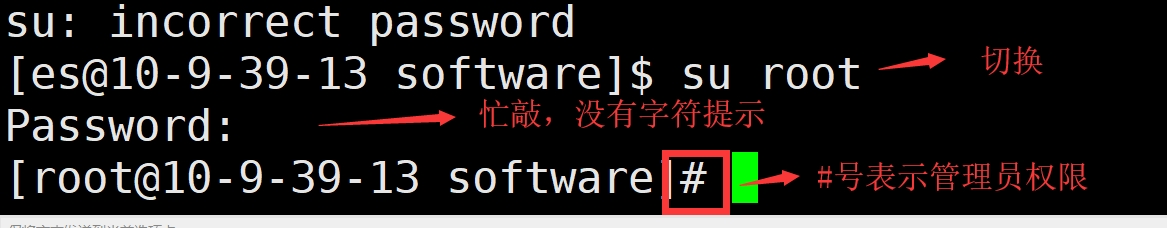 su: incorrect password
[es@10-9-39-13 software]$ su root
切换
Password:
忙敲，没有字符提示
[root@10-9-39-13 software]#
#号表示管理员权限